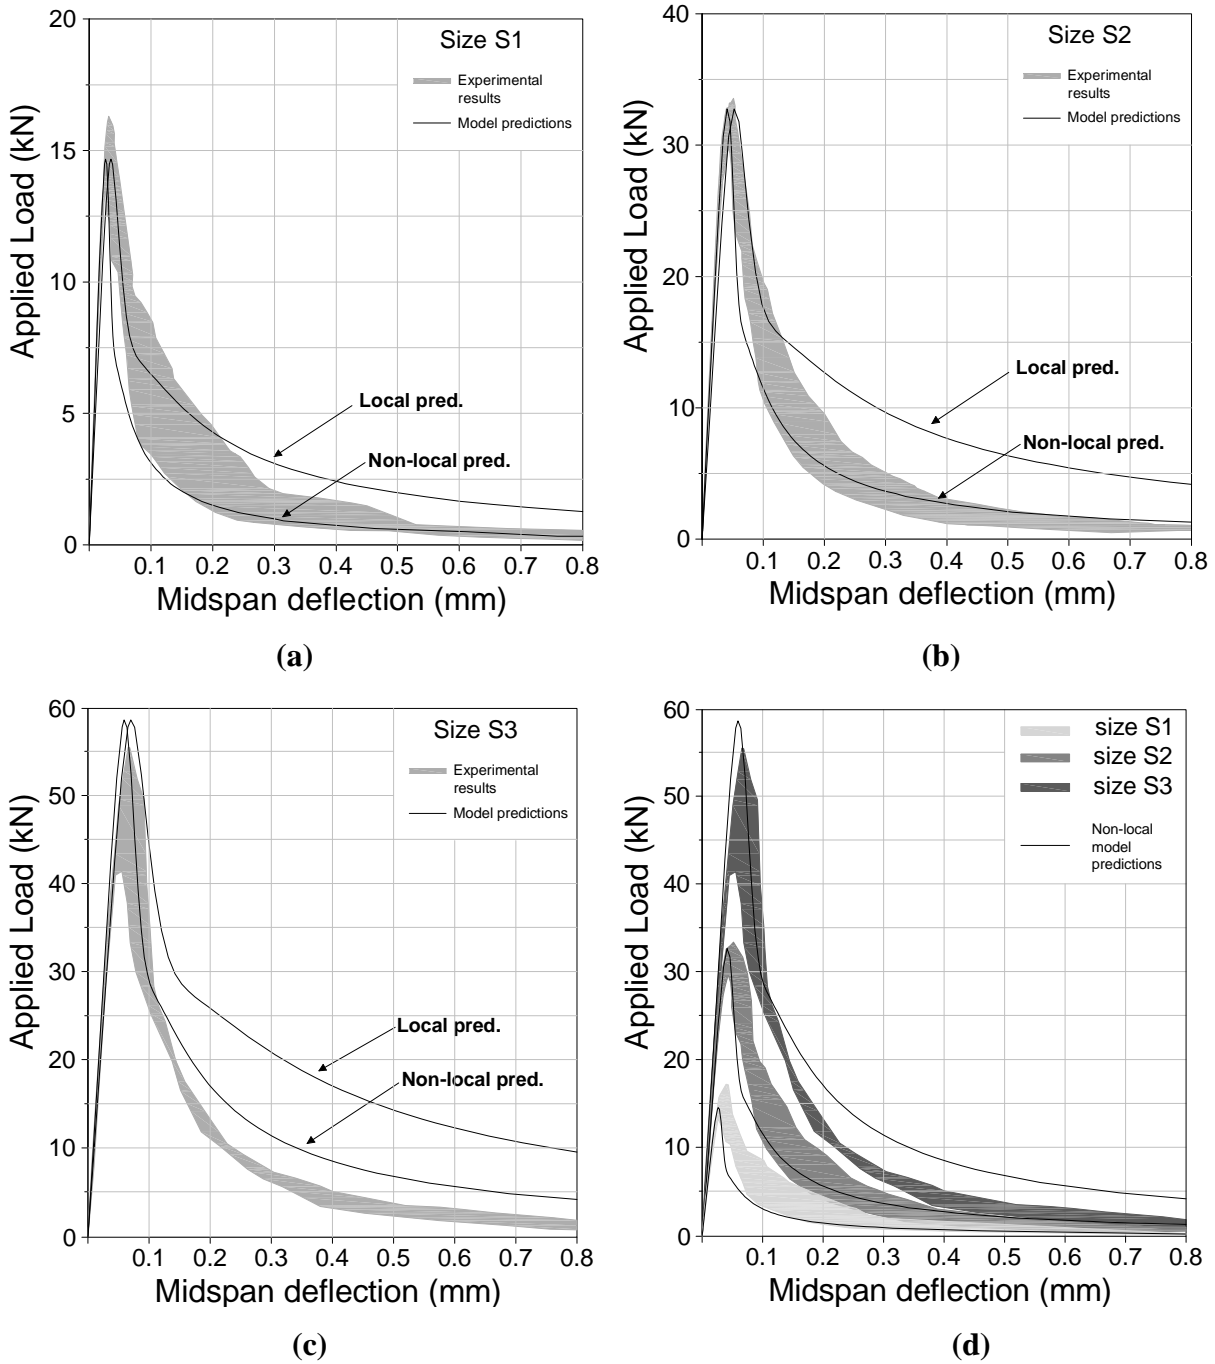 20
15
10
5
0
Applied Load (kN)
Size S1
Experimental
results
Model predictions
Local pred.
Non-local pred.
0.1 0.2 0.3 0.4 0.5 0.6 0.7 0.8
Midspan deflection (mm)
(a)
40
30
20
10
0
Applied Load (kN)
Size S2
Experimental
results
Model predictions
Local pred.
Non-local pred.
0.1 0.2 0.3 0.4 0.5 0.6 0.7 0.8
Midspan deflection (mm)
(b)
60
50
40
30
20
10
0
Applied Load (kN)
Size S3
Experimental
results
Model predictions
Local pred.
Non-local pred.
0.1 0.2 0.3 0.4 0.5 0.6 0.7 0.8
Midspan deflection (mm)
(c)
60
50
40
30
20
10
0
Applied Load (kN)
size S1
size S2
size S3
Non-local
model
predictions
0.1 0.2 0.3 0.4 0.5 0.6 0.7 0.8
Midspan deflection (mm)
(d)